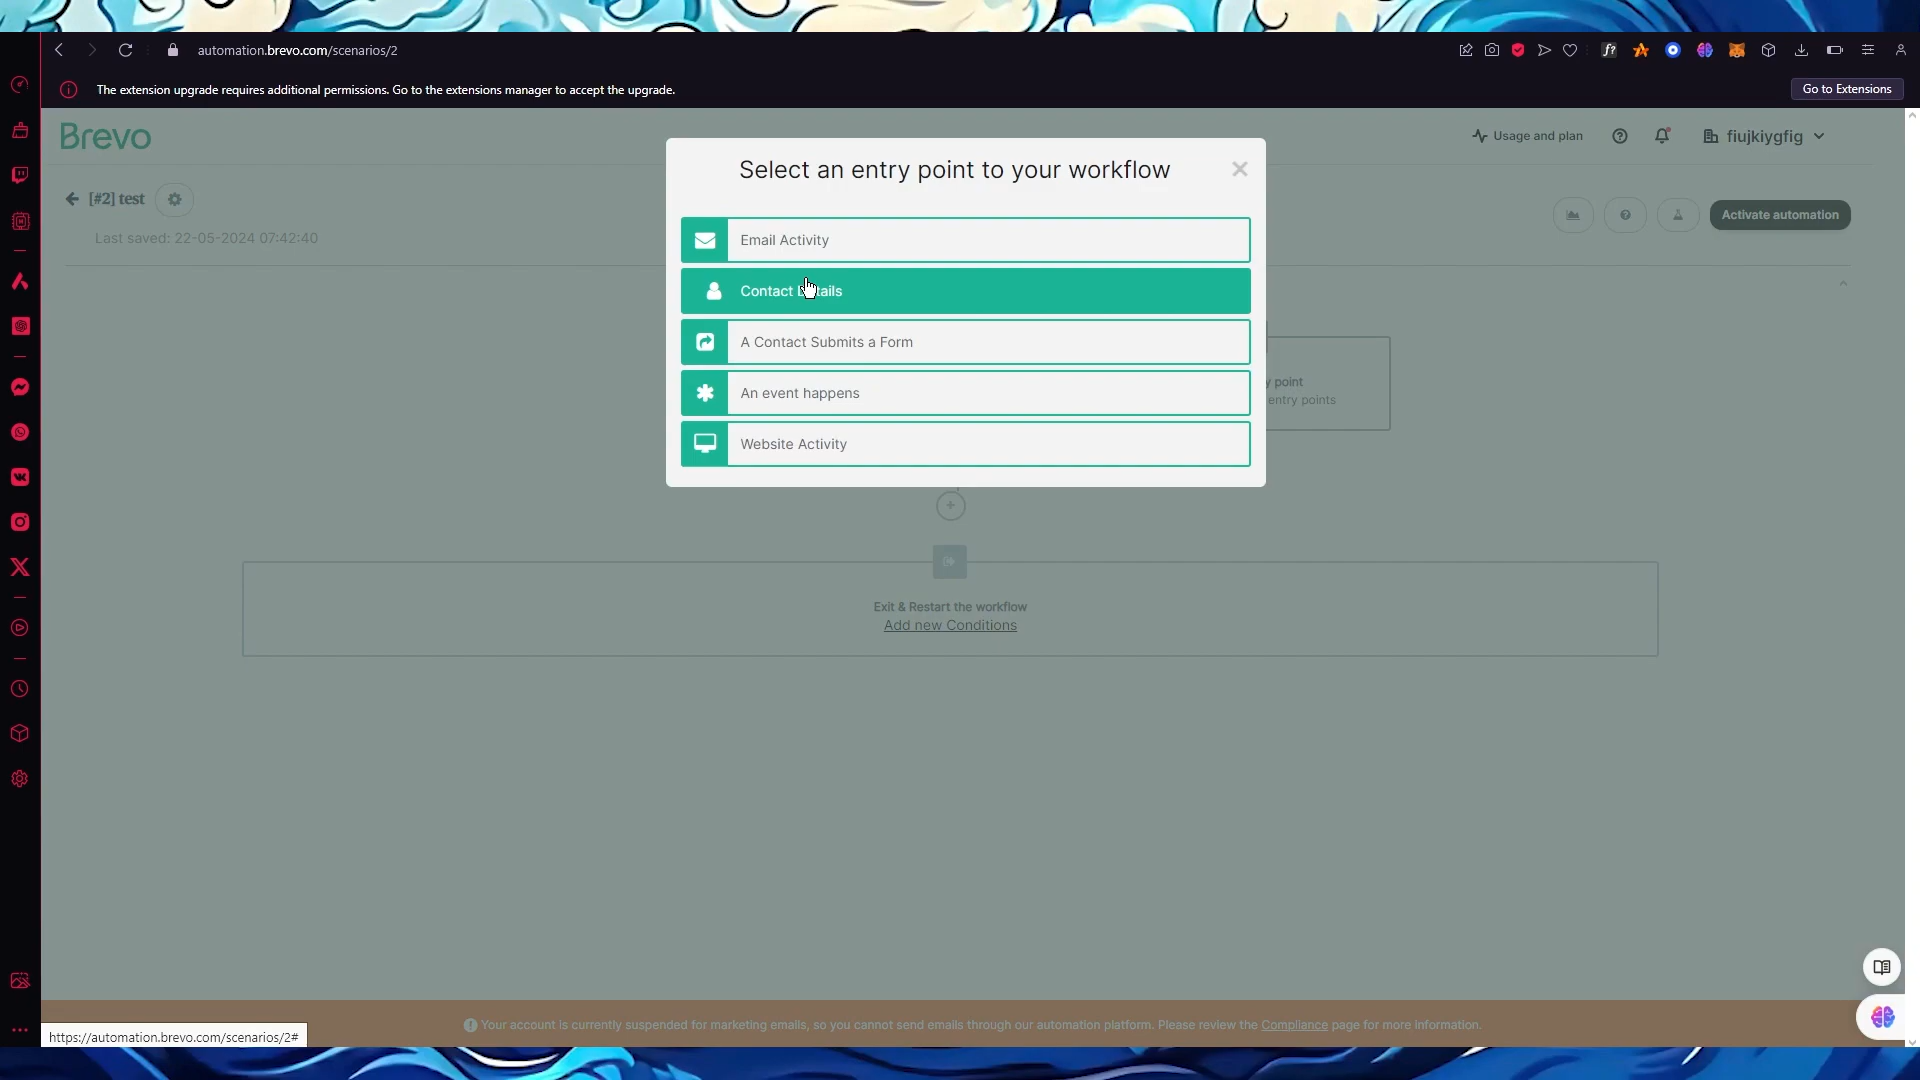 automation.brevo.com/scenarios/2
The extension upgrade requires additional permissions. Go to the extensions manager to accept the upgrade.
Go to Extensions
Brevo
Usage and plan
fiujkiygfig
[#2] test
Last saved: 22-05-2024 07:42:40
Activate automation
Select an entry point to your workflow
Email Activity
Contact Details
A Contact Submits a Form
An event happens
Website Activity
point
entry points
Exit & Restart the workflow
Add new Conditions
Your account is currently suspended for marketing emails, so you cannot send emails through our automation platform. Please review the Compliance page for more information.
https://automation.brevo.com/scenarios/2#